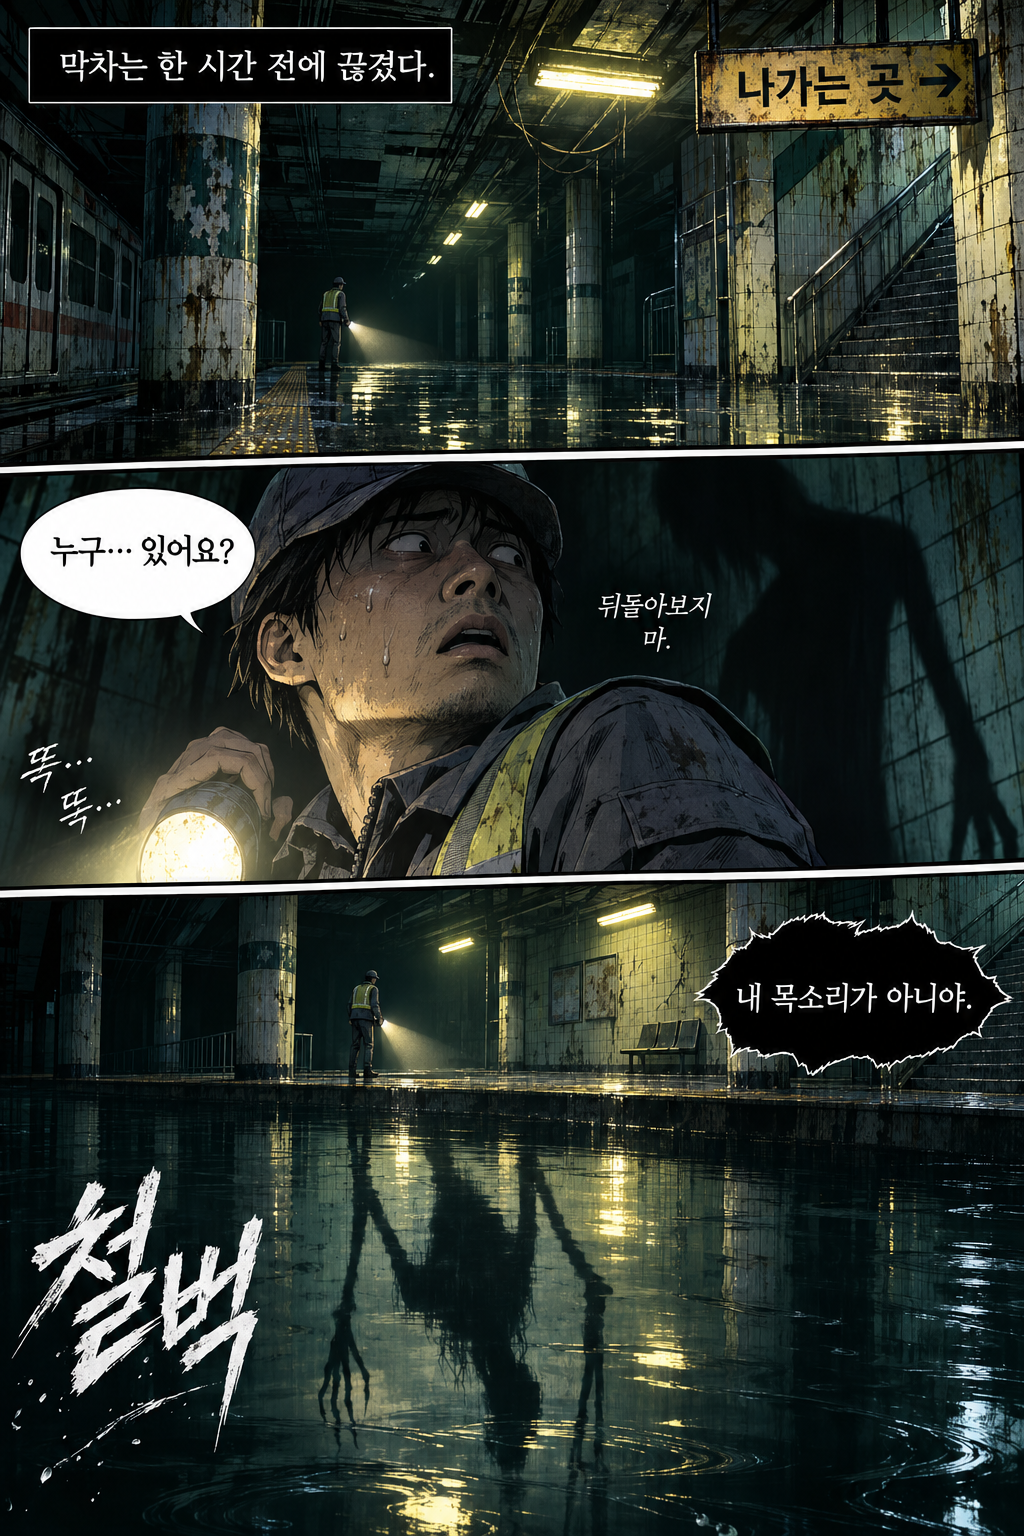 막차는 한 시간 전에 끊겼다.
나가는 곳 →
누구… 있어요?
뒤돌아보지
마.
똑…
뚝…
내 목소리가 아니야.
철벅